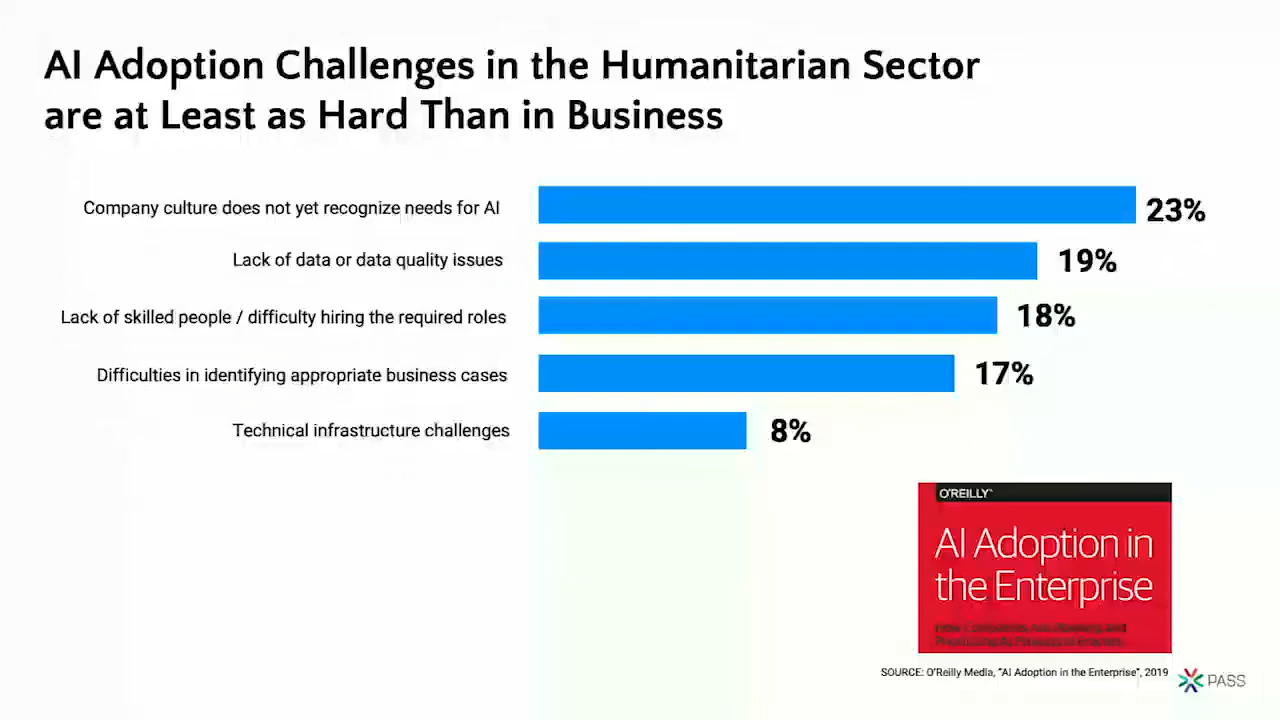 AI Adoption Challenges in the Humanitarian Sector
are at Least as Hard Than in Business
Company culture does not yet recognize needs for AI
23%
Lack of data or data quality issues
19%
Lack of skilled people / difficulty hiring the required roles
18%
Difficulties in identifying appropriate business cases
17%
Technical infrastructure challenges
8%
O'REILLY
AI Adoption in
the Enterprise
SOURCE: O'Reilly Media, "AI Adoption in the Enterprise", 2019
PASS